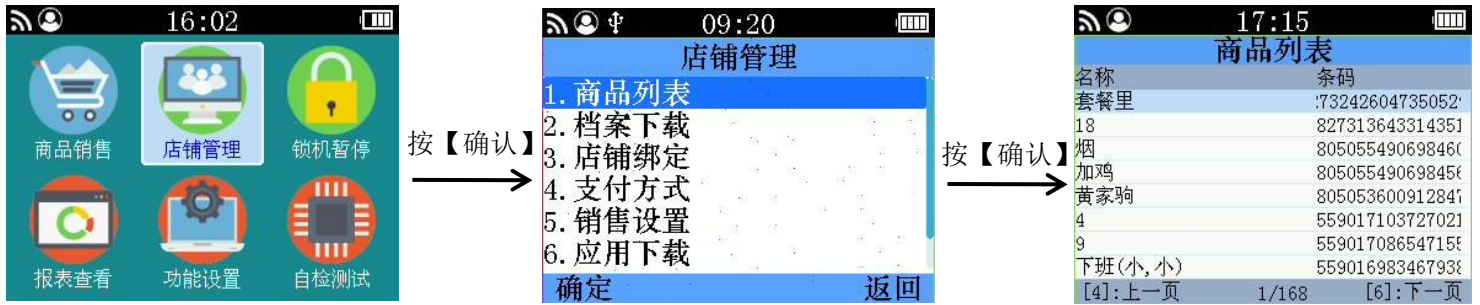 16:02
商品销售 店铺管理 锁机暂停
报表查看 功能设置 自检测试
按【确认】
09:20
店铺管理
1.商品列表
2.档案下载
3.店铺绑定
4.支付方式
5.销售设置
6.应用下载
确定 返回
按【确认】
17:15
商品列表
名称 条码
套餐里 73242604735052
18 827313643314351
烟 80505549069846
加鸡 80505549069845
黄家驹 80505360091284
4 559017103727021
9 55901708654715
下班(小,小) 55901698346793
[4]:上一页 1/168 [6]:下一页